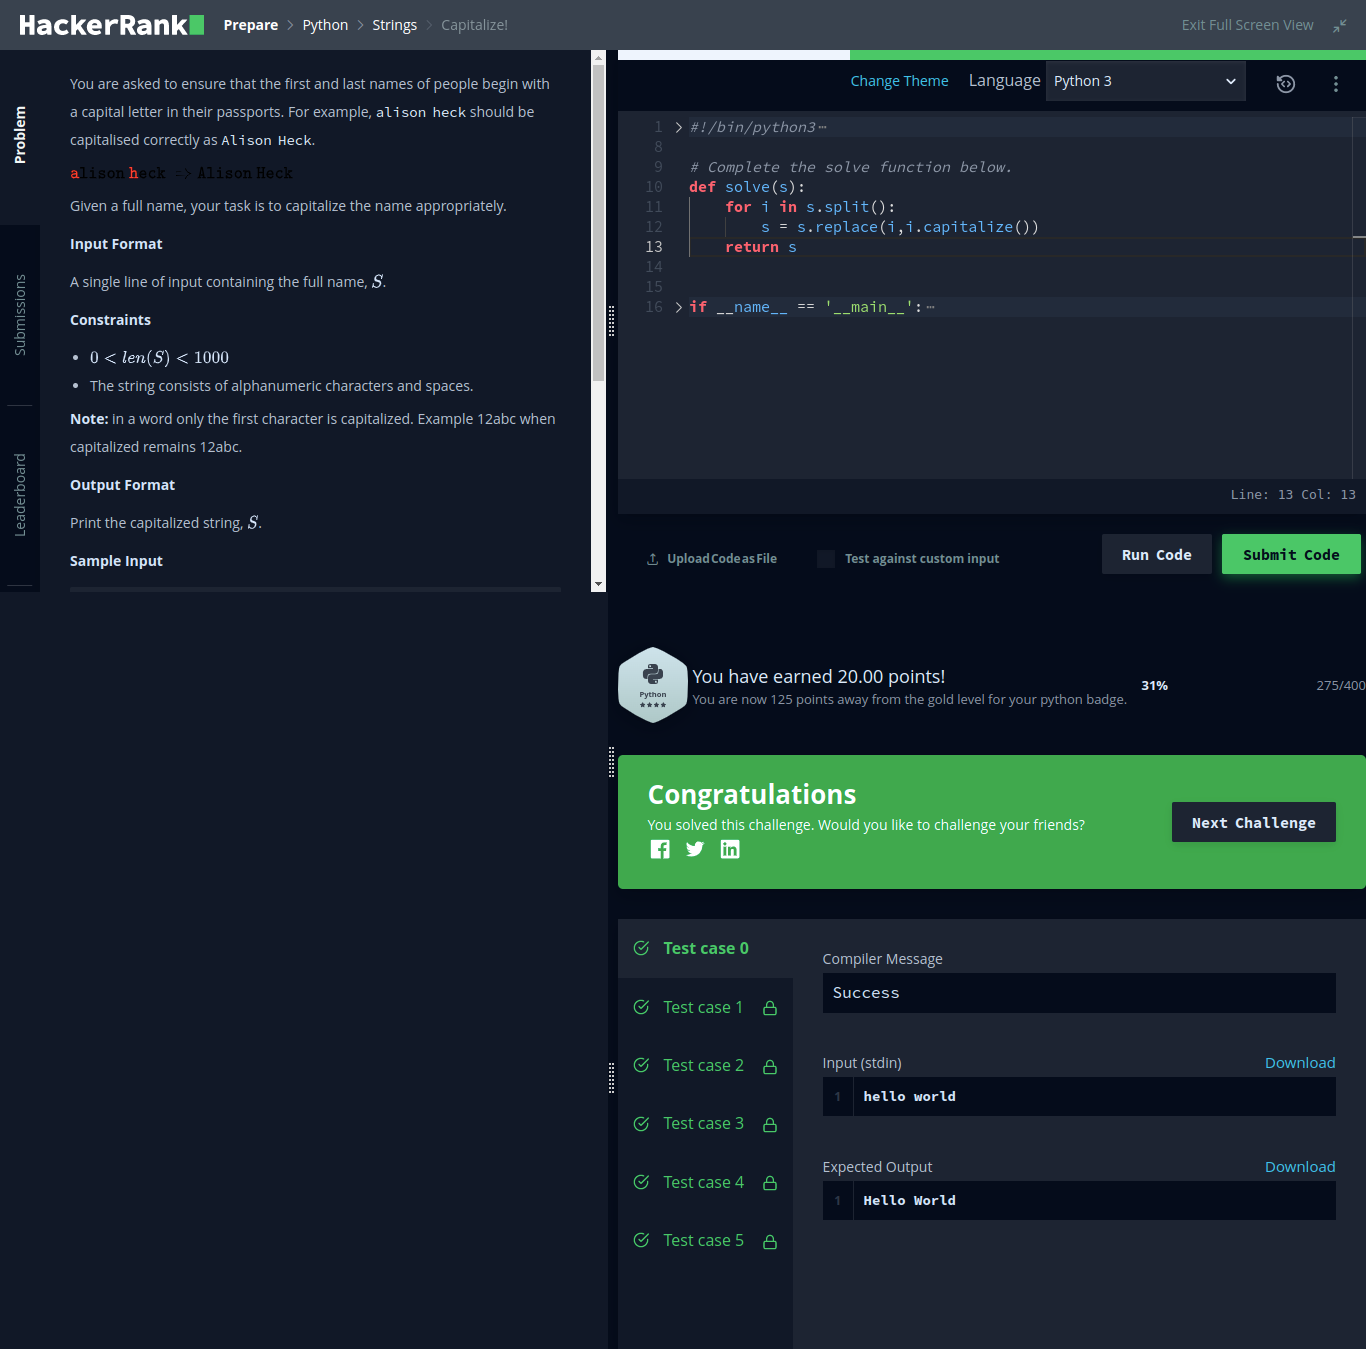 HackerRank
Prepare > Python > Strings > Capitalize!
Exit Full Screen View
Problem
Submissions
Leaderboard
You are asked to ensure that the first and last names of people begin with
a capital letter in their passports. For example, alison heck should be
capitalised correctly as Alison Heck.
alison heck => Alison Heck
Given a full name, your task is to capitalize the name appropriately.
Input Format
A single line of input containing the full name, S.
Constraints
• 0 < len(S) < 1000
• The string consists of alphanumeric characters and spaces.
Note: in a word only the first character is capitalized. Example 12abc when
capitalized remains 12abc.
Output Format
Print the capitalized string, S.
Sample Input
Change Theme Language Python 3
1 #!/bin/python3
8
9 # Complete the solve function below.
10 def solve(s):
11 for i in s.split():
12 s = s.replace(i,i.capitalize())
13 return s
14
15
16 if __name__ == '__main__':
Line: 13 Col: 13
Upload Code as File
Test against custom input
Run Code
Submit Code
Python
★★★★
You have earned 20.00 points!
You are now 125 points away from the gold level for your python badge.
31%
275/400
Congratulations
You solved this challenge. Would you like to challenge your friends?
Next Challenge
Test case 0
Test case 1
Test case 2
Test case 3
Test case 4
Test case 5
Compiler Message
Success
Input (stdin)
Download
1 hello world
Expected Output
Download
1 Hello World